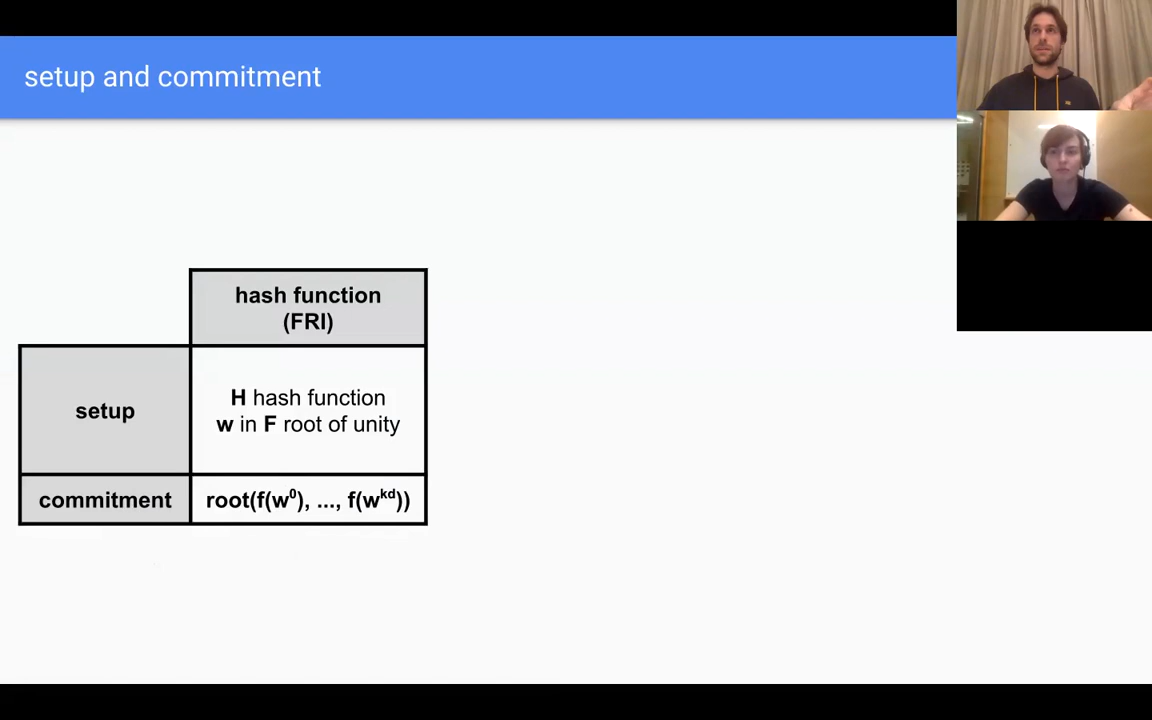 setup and commitment
hash function
(FRI)
setup
H hash function
w in F root of unity
commitment
root(f(w⁰), ..., f(wᵏᵈ))